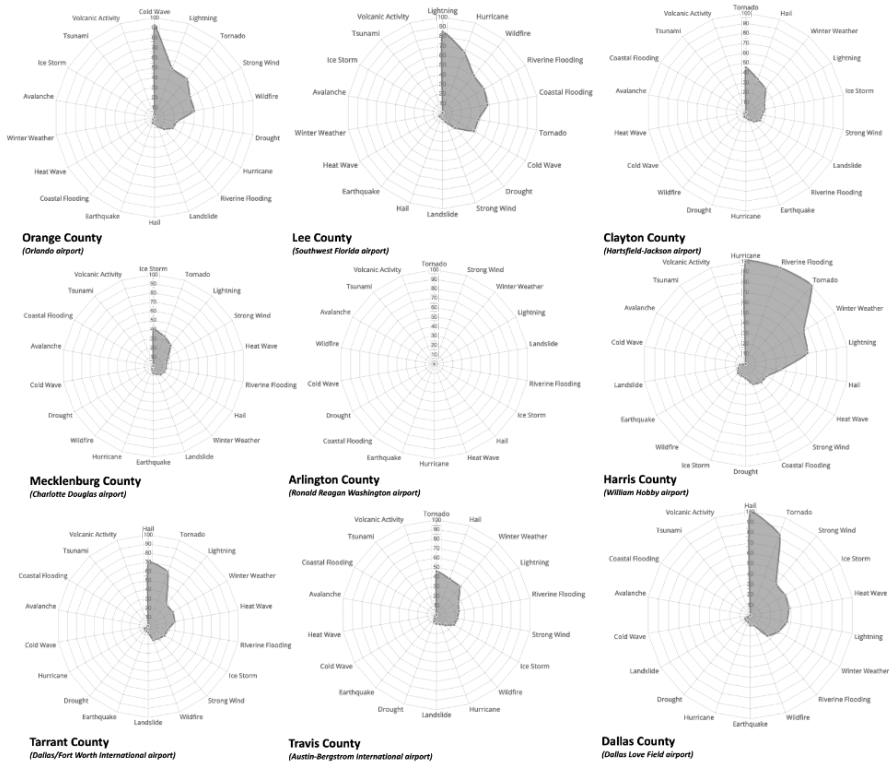 Cold Wave
Volcanic Activity
Lightning
Tsunami
Tornado
Ice Storm
Strong Wind
Avalanche
Wildfire
Winter Weather
Drought
Heat Wave
Hurricane
Coastal Flooding
Riverine Flooding
Earthquake
Landslide
Hail
Orange County
(Orlando airport)
Lightning
Volcanic Activity
Hurricane
Tsunami
Wildfire
Ice Storm
Riverine Flooding
Avalanche
Coastal Flooding
Winter Weather
Tornado
Heat Wave
Cold Wave
Earthquake
Drought
Hail
Strong Wind
Landslide
Lee County
(Southwest Florida airport)
Tornado
Volcanic Activity
Hail
Tsunami
Winter Weather
Coastal Flooding
Lightning
Avalanche
Ice Storm
Heat Wave
Strong Wind
Cold Wave
Landslide
Wildfire
Riverine Flooding
Drought
Earthquake
Hurricane
Clayton County
(Hartsfield-Jackson airport)
Ice Storm
Volcanic Activity
Tornado
Tsunami
Lightning
Coastal Flooding
Strong Wind
Avalanche
Heat Wave
Cold Wave
Riverine Flooding
Drought
Hail
Wildfire
Winter Weather
Hurricane
Landslide
Earthquake
Mecklenburg County
(Charlotte Douglas airport)
Tornado
Volcanic Activity
Strong Wind
Tsunami
Winter Weather
Avalanche
Lightning
Wildfire
Landslide
Cold Wave
Riverine Flooding
Drought
Ice Storm
Coastal Flooding
Hail
Earthquake
Heat Wave
Hurricane
Arlington County
(Ronald Reagan Washington airport)
Hurricane
Volcanic Activity
Riverine Flooding
Tsunami
Tornado
Avalanche
Winter Weather
Cold Wave
Lightning
Landslide
Hail
Earthquake
Heat Wave
Wildfire
Strong Wind
Ice Storm
Coastal Flooding
Drought
Harris County
(William Hobby airport)
Hail
Volcanic Activity
Tornado
Tsunami
Lightning
Coastal Flooding
Winter Weather
Avalanche
Heat Wave
Cold Wave
Riverine Flooding
Hurricane
Ice Storm
Drought
Strong Wind
Earthquake
Wildfire
Landslide
Tarrant County
(Dallas/Fort Worth International airport)
Tornado
Volcanic Activity
Hail
Tsunami
Winter Weather
Coastal Flooding
Lightning
Avalanche
Riverine Flooding
Heat Wave
Strong Wind
Cold Wave
Ice Storm
Earthquake
Wildfire
Drought
Hurricane
Landslide
Travis County
(Austin-Bergstrom International airport)
Hail
Volcanic Activity
Tornado
Tsunami
Strong Wind
Coastal Flooding
Ice Storm
Avalanche
Heat Wave
Cold Wave
Lightning
Landslide
Winter Weather
Drought
Riverine Flooding
Hurricane
Wildfire
Earthquake
Dallas County
(Dallas Love Field airport)